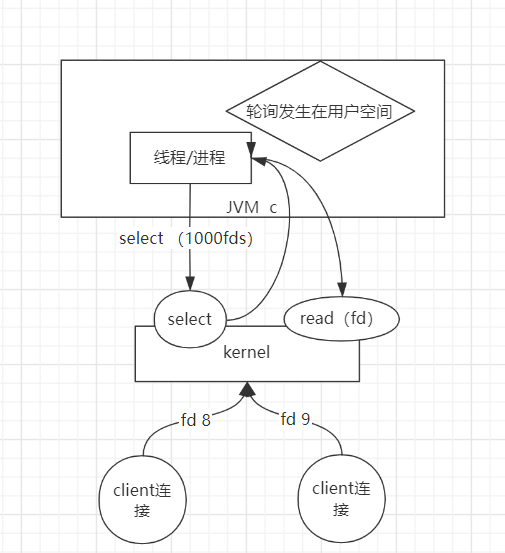 轮询发生在用户空间
线程/进程
JVM c
select （1000fds）
select
read（fd）
kernel
fd 8
fd 9
client连
接
client连
接